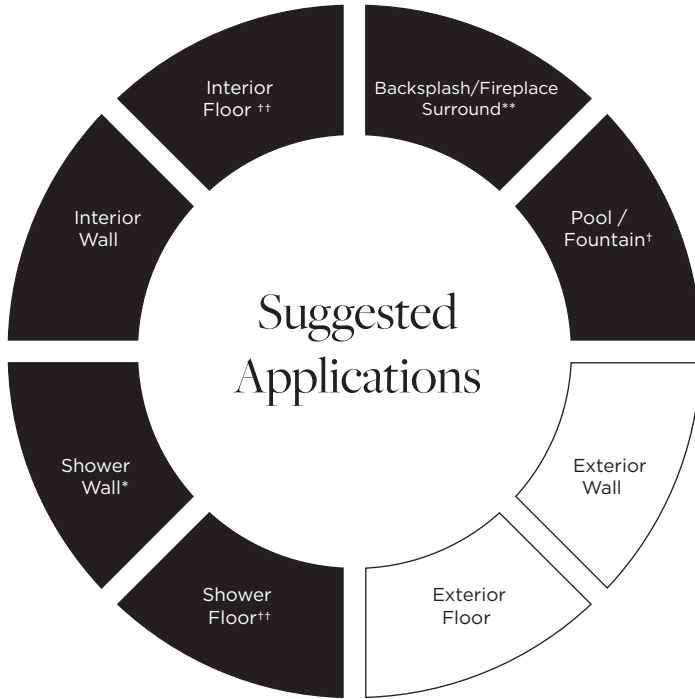 Interior
Floor ††
Backsplash/Fireplace
Surround**
Interior
Wall
Pool /
Fountain†
Suggested
Applications
Shower
Wall*
Exterior
Wall
Shower
Floor††
Exterior
Floor